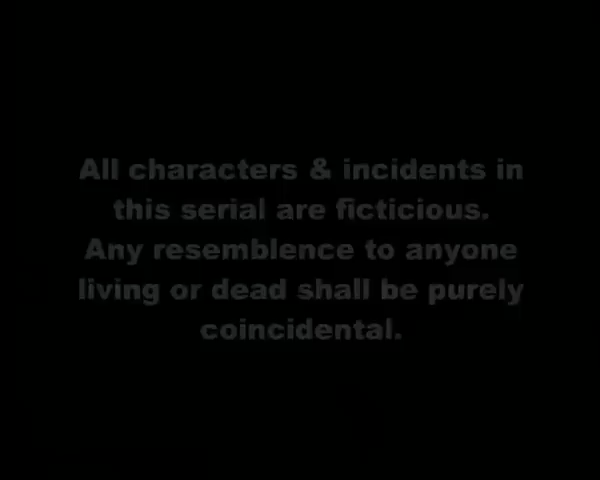 All characters & incidents in
this serial are ficticious.
Any resemblence to anyone
living or dead shall be purely
coincidental.